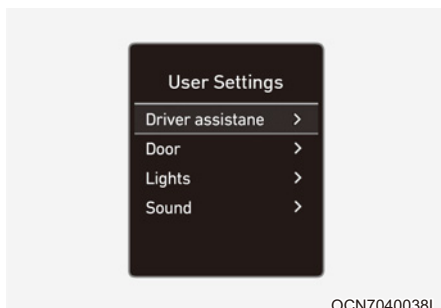 User Settings
Driver assistane >
Door >
Lights >
Sound >
OCN7040038L